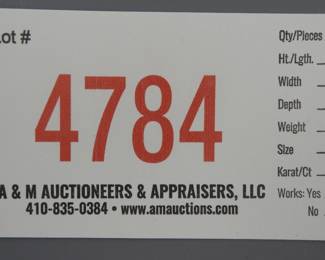 Lot #
4784
A & M AUCTIONEERS & APPRAISERS, LLC
410-835-0384 • www.amauctions.com
Qty/Pieces
Ht./Lgth.
Width
Depth
Weight
Size
Karat/Ct
Works: Yes
No